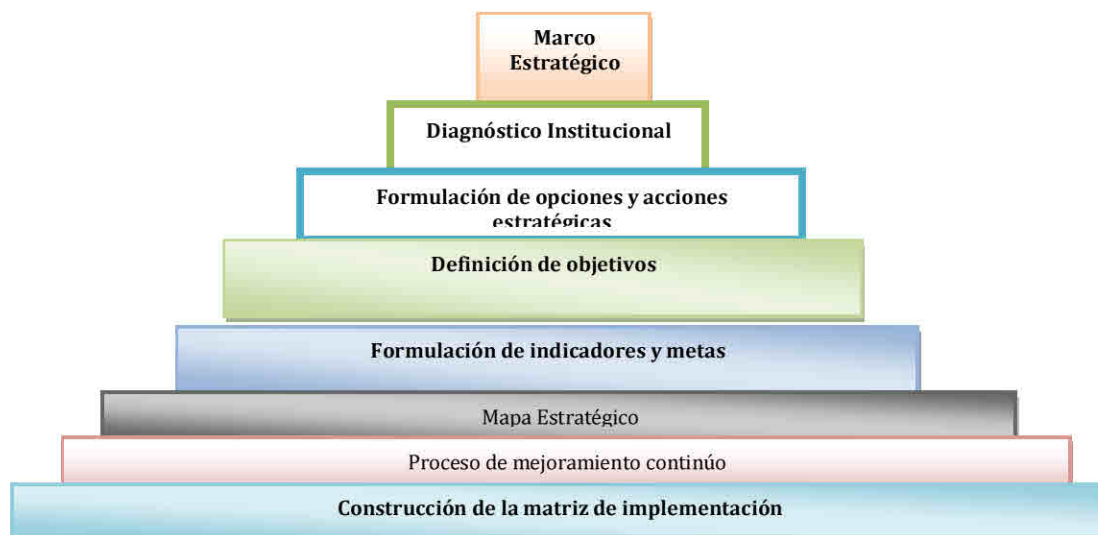 Marco
Estratégico
Diagnóstico Institucional
Formulación de opciones y acciones
estratégicas
Definición de objetivos
Formulación de indicadores y metas
Mapa Estratégico
Proceso de mejoramiento continúo
Construcción de la matriz de implementación